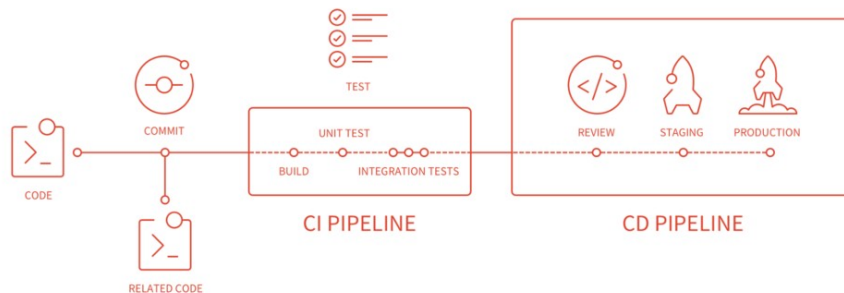 TEST
COMMIT
UNIT TEST
REVIEW
STAGING
PRODUCTION
BUILD
INTEGRATION TESTS
CODE
CI PIPELINE
CD PIPELINE
RELATED CODE